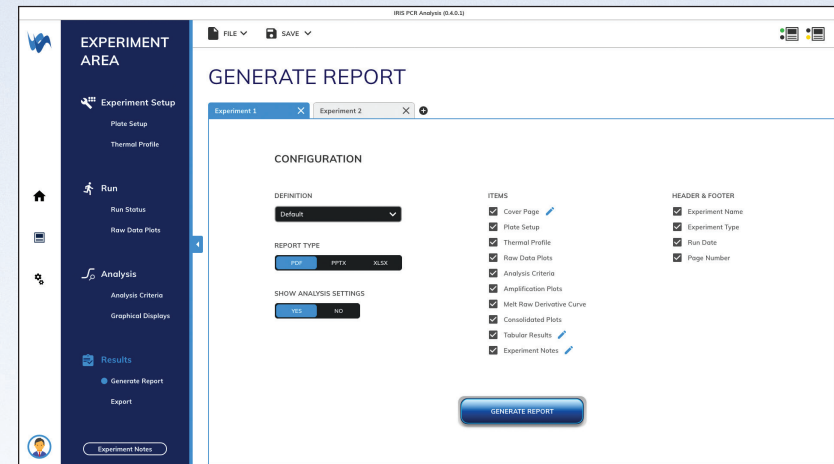 IRIS PCR Analysis (0.4.0.1)
FILE SAVE
EXPERIMENT
AREA
Experiment Setup
Plate Setup
Thermal Profile
Run
Run Status
Raw Data Plots
Analysis
Analysis Criteria
Graphical Displays
Results
Generate Report
Export
Experiment Notes
GENERATE REPORT
Experiment 1 Experiment 2
CONFIGURATION
DEFINITION
Default
REPORT TYPE
PDF PPTX XLSX
SHOW ANALYSIS SETTINGS
YES NO
ITEMS
Cover Page
Plate Setup
Thermal Profile
Raw Data Plots
Analysis Criteria
Amplification Plots
Melt Raw Derivative Curve
Consolidated Plots
Tabular Results
Experiment Notes
HEADER & FOOTER
Experiment Name
Experiment Type
Run Date
Page Number
GENERATE REPORT